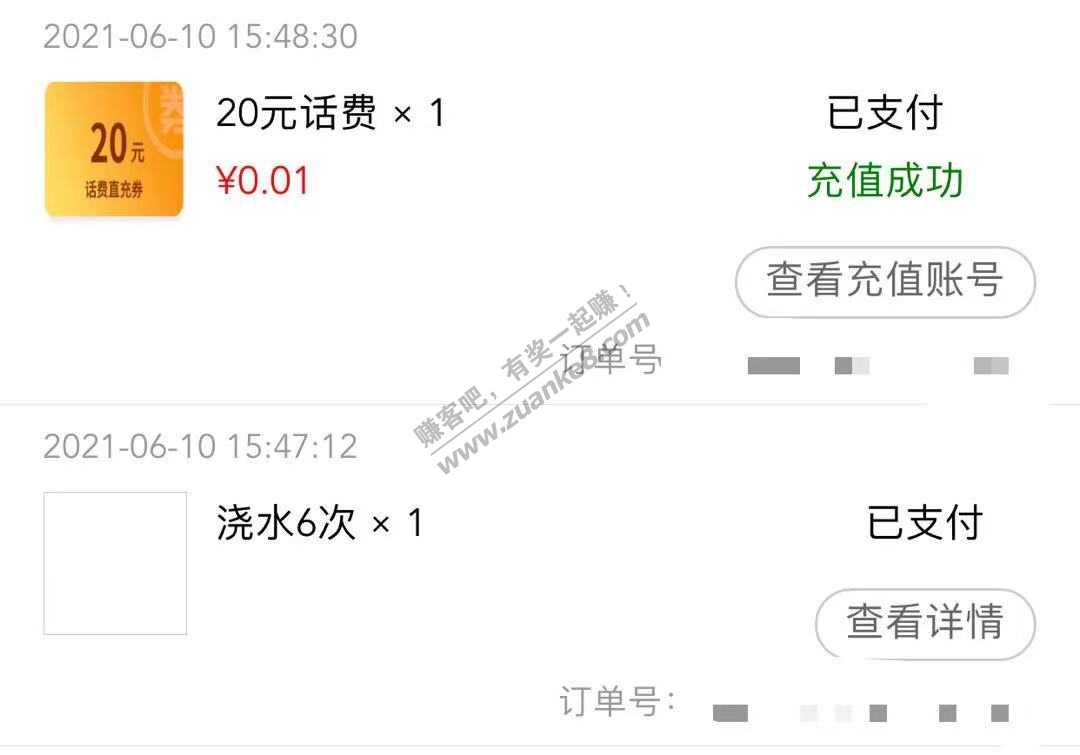 2021-06-10 15:48:30
券
20元
话费直充券
20元话费 × 1
¥0.01
已支付
充值成功
查看充值账号
订单号
赚客吧，有奖一起赚！
www.zuanke8.com
2021-06-10 15:47:12
浇水6次 × 1
已支付
查看详情
订单号：